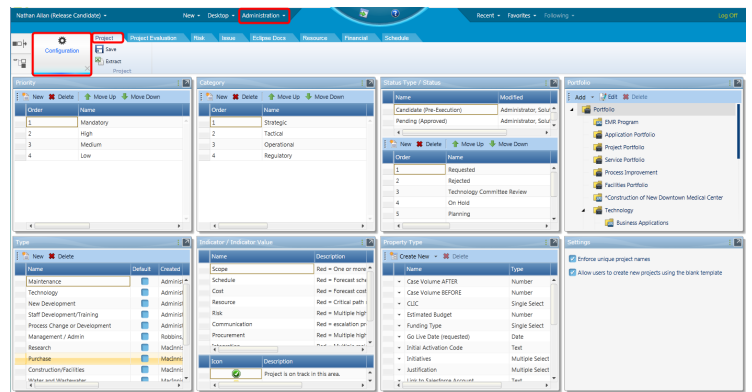 Nathan Allan (Release Candidate) New Desktop Administration Recent Favorites Following Log Off
Project Project Evaluation Risk Issue Eclipse Docs Resource Financial Schedule
Configuration
Save
Extract
Project
Priority
New Delete Move Up Move Down
Order Name
1 Mandatory
2 High
3 Medium
4 Low
Category
New Delete Move Up Move Down
Order Name
1 Strategic
2 Tactical
3 Operational
4 Regulatory
Status Type / Status
Name Modified
Candidate (Pre-Execution) Administrator, Solut
Pending (Approved) Administrator, Solut
New Delete Move Up Move Down
Order Name
1 Requested
2 Rejected
3 Technology Committee Review
4 On Hold
5 Planning
Portfolio
Add Edit Delete
Portfolio
EMR Program
Application Portfolio
Project Portfolio
Service Portfolio
Process Improvement
Facilities Portfolio
*Construction of New Downtown Medical Center
Technology
Business Applications
Type
New Delete
Name Default Created
Maintenance Administ
Technology Administ
New Development Administ
Staff Development/Training Administ
Process Change or Development Administ
Management / Admin Robbins,
Research MacInnis
Purchase MacInnis
Construction/Facilities MacInnis
Water and Wastewater MacInnis
Indicator / Indicator Value
Name Description
Scope Red = One or more
Schedule Red = Forecast sche
Cost Red = Forecast cost
Resource Red = Critical path
Risk Red = Multiple high
Communication Red = escalation pr
Procurement Red = Multiple high
Icon Description
Project is on track in this area.
Property Type
Create New Delete
Name Type
Case Volume AFTER Number
Case Volume BEFORE Number
CLIC Single Select
Estimated Budget Number
Funding Type Single Select
Go Live Date (requested) Date
Initial Activation Code Text
Initiatives Multiple Select
Justification Multiple Select
Link to Salesforce Account Text
Settings
Enforce unique project names
Allow users to create new projects using the blank template